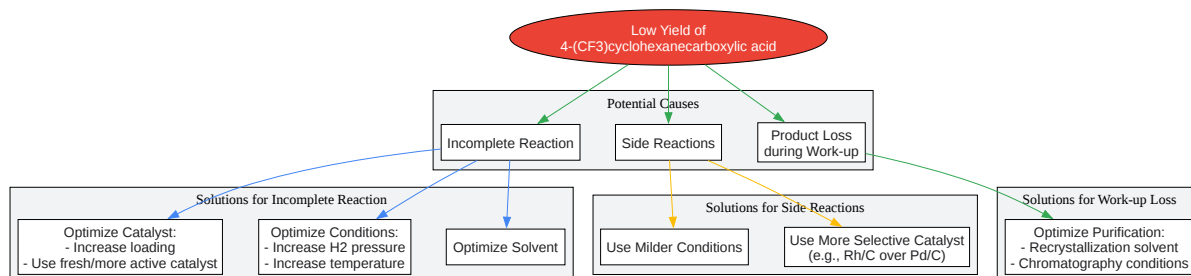 Low Yield of
4-(CF3)cyclohexanecarboxylic acid
Potential Causes
Incomplete Reaction
Side Reactions
Product Loss
during Work-up
Solutions for Incomplete Reaction
Optimize Catalyst:
- Increase loading
- Use fresh/more active catalyst
Optimize Conditions:
- Increase H2 pressure
- Increase temperature
Optimize Solvent
Solutions for Side Reactions
Use Milder Conditions
Use More Selective Catalyst
(e.g., Rh/C over Pd/C)
Solutions for Work-up Loss
Optimize Purification:
- Recrystallization solvent
- Chromatography conditions